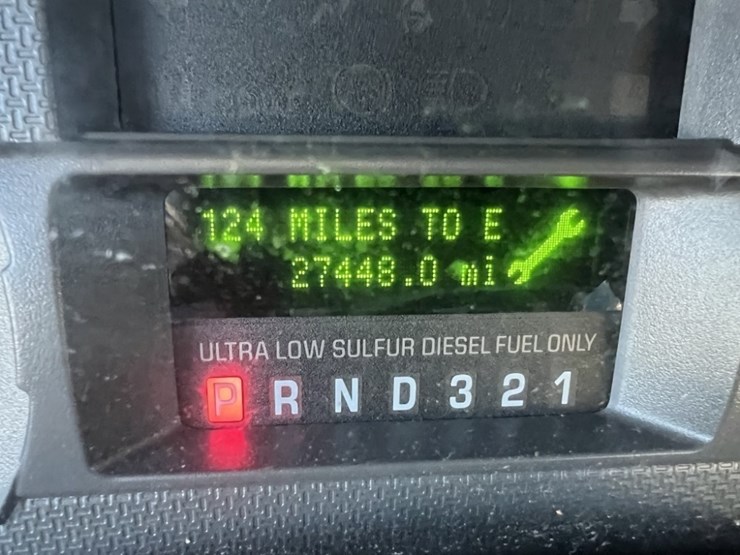 124 MILES TO E
27448.0 mi
ULTRA LOW SULFUR DIESEL FUEL ONLY
P R N D 3 2 1